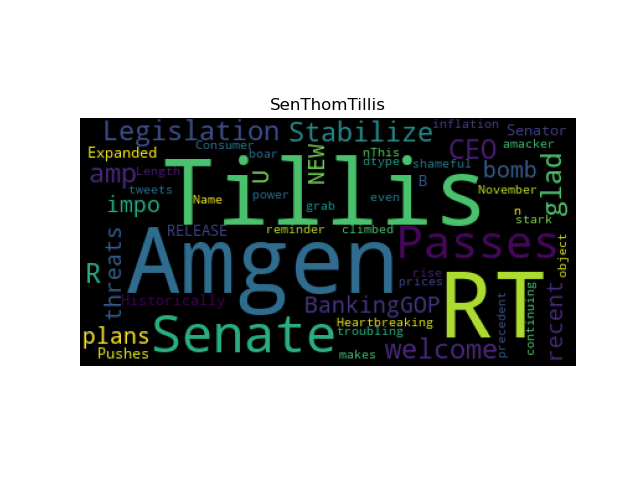 SenThomTillis
Legislation
Stabilize
inflation
Senator
Expanded
Consumer
boar
NEW
nThis
CEO
amacker
amp
Length
tweets
Name
U
dtype
shameful
bomb
glad
Tillis
power
even
B
November
impo
grab
n
stark
RELEASE
reminder
climbed
threats
Amgen
Passes
R
Historically
rise
prices
object
BankingGOP
RT
precedent
continuing
recent
plans
Senate
Heartbreaking
troubling
Pushes
makes
welcome